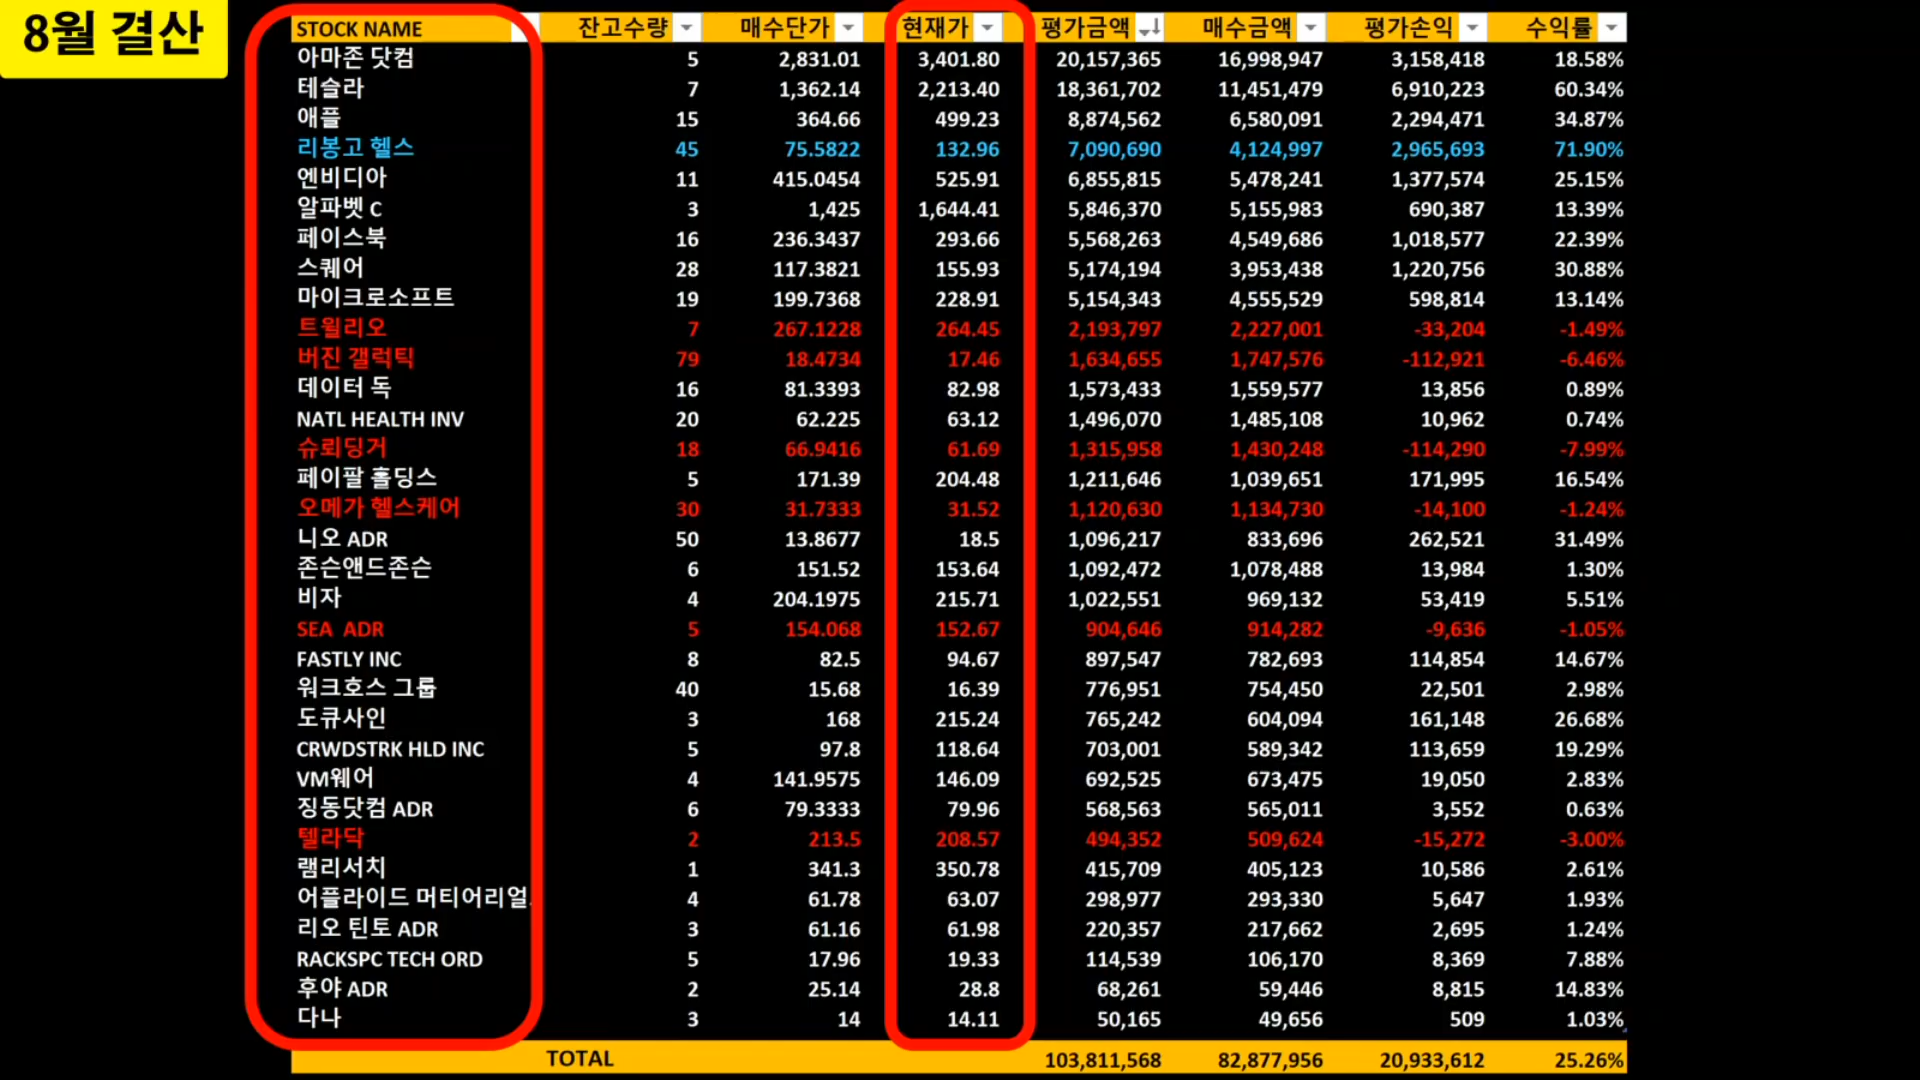 8월 결산
STOCK NAME 잔고수량 매수단가 현재가 평가금액 매수금액 평가손익 수익률
아마존 닷컴 5 2,831.01 3,401.80 20,157,365 16,998,947 3,158,418 18.58%
테슬라 7 1,362.14 2,213.40 18,361,702 11,451,479 6,910,223 60.34%
애플 15 364.66 499.23 8,874,562 6,580,091 2,294,471 34.87%
리봉고 헬스 45 75.5822 132.96 7,090,690 4,124,997 2,965,693 71.90%
엔비디아 11 415.0454 525.91 6,855,815 5,478,241 1,377,574 25.15%
알파벳 C 3 1,425 1,644.41 5,846,370 5,155,983 690,387 13.39%
페이스북 16 236.3437 293.66 5,568,263 4,549,686 1,018,577 22.39%
스퀘어 28 117.3821 155.93 5,174,194 3,953,438 1,220,756 30.88%
마이크로소프트 19 199.7368 228.91 5,154,343 4,555,529 598,814 13.14%
트윌리오 7 267.1228 264.45 2,193,797 2,227,001 -33,204 -1.49%
버진 갤럭틱 79 18.4734 17.46 1,634,655 1,747,576 -112,921 -6.46%
데이터 독 16 81.3393 82.98 1,573,433 1,559,577 13,856 0.89%
NATL HEALTH INV 20 62.225 63.12 1,496,070 1,485,108 10,962 0.74%
슈뢰딩거 18 66.9416 61.69 1,315,958 1,430,248 -114,290 -7.99%
페이팔 홀딩스 5 171.39 204.48 1,211,646 1,039,651 171,995 16.54%
오메가 헬스케어 30 31.7333 31.52 1,120,630 1,134,730 -14,100 -1.24%
니오 ADR 50 13.8677 18.5 1,096,217 833,696 262,521 31.49%
존슨앤드존슨 6 151.52 153.64 1,092,472 1,078,488 13,984 1.30%
비자 4 204.1975 215.71 1,022,551 969,132 53,419 5.51%
SEA ADR 5 154.068 152.67 904,646 914,282 -9,636 -1.05%
FASTLY INC 8 82.5 94.67 897,547 782,693 114,854 14.67%
워크호스 그룹 40 15.68 16.39 776,951 754,450 22,501 2.98%
도큐사인 3 168 215.24 765,242 604,094 161,148 26.68%
CRWDSTRK HLD INC 5 97.8 118.64 703,001 589,342 113,659 19.29%
VM웨어 4 141.9575 146.09 692,525 673,475 19,050 2.83%
징동닷컴 ADR 6 79.3333 79.96 568,563 565,011 3,552 0.63%
텔라닥 2 213.5 208.57 494,352 509,624 -15,272 -3.00%
램리서치 1 341.3 350.78 415,709 405,123 10,586 2.61%
어플라이드 머티어리얼 4 61.78 63.07 298,977 293,330 5,647 1.93%
리오 틴토 ADR 3 61.16 61.98 220,357 217,662 2,695 1.24%
RACKSPC TECH ORD 5 17.96 19.33 114,539 106,170 8,369 7.88%
후야 ADR 2 25.14 28.8 68,261 59,446 8,815 14.83%
다나 3 14 14.11 50,165 49,656 509 1.03%
TOTAL 103,811,568 82,877,956 20,933,612 25.26%